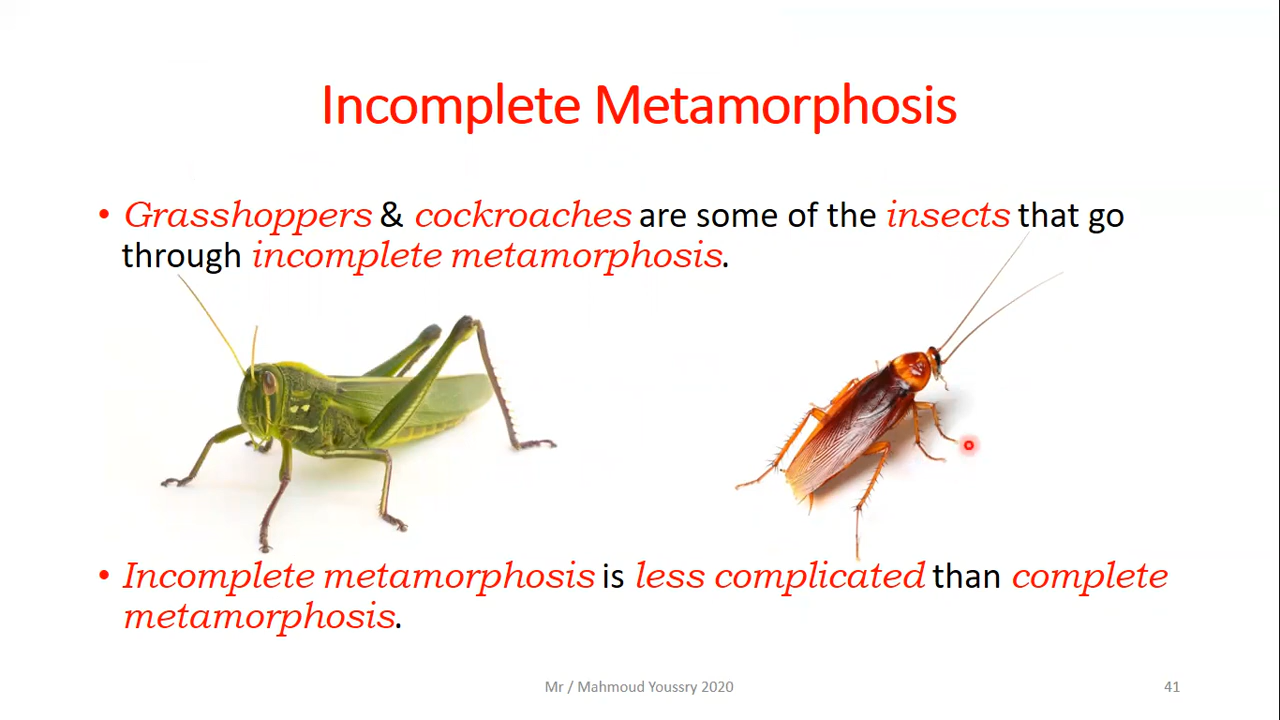 Incomplete Metamorphosis
• Grasshoppers & cockroaches are some of the insects that go
through incomplete metamorphosis.
• Incomplete metamorphosis is less complicated than complete
metamorphosis.
Mr / Mahmoud Youssry 2020
41